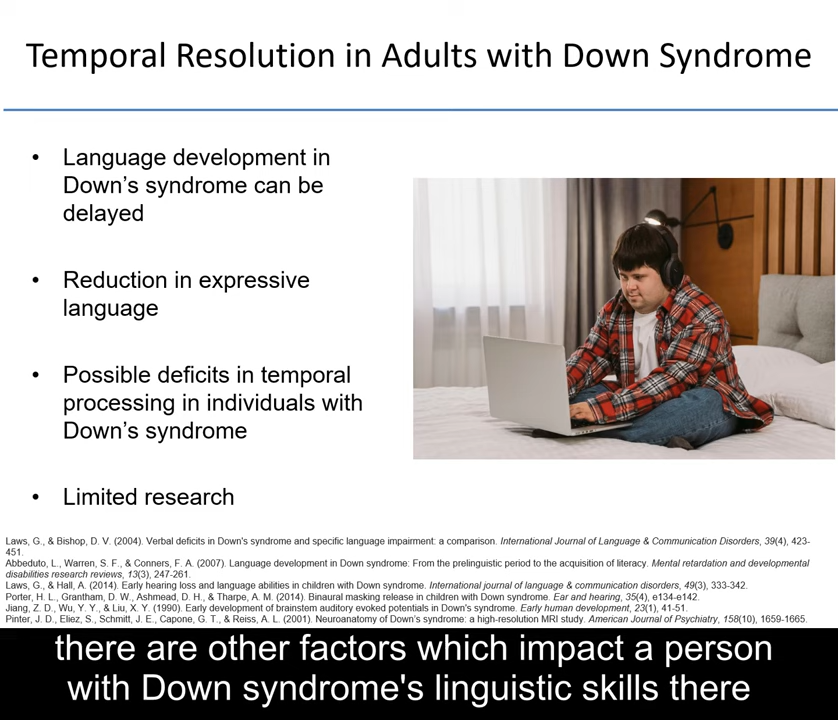 Temporal Resolution in Adults with Down Syndrome
• Language development in
Down’s syndrome can be
delayed
• Reduction in expressive
language
• Possible deficits in temporal
processing in individuals with
Down’s syndrome
• Limited research
Laws, G., & Bishop, D. V. (2004). Verbal deficits in Down's syndrome and specific language impairment: a comparison. International Journal of Language & Communication Disorders, 39(4), 423-
451.
Abbeduto, L., Warren, S. F., & Conners, F. A. (2007). Language development in Down syndrome: From the prelinguistic period to the acquisition of literacy. Mental retardation and developmental
disabilities research reviews, 13(3), 247-261.
Laws, G., & Hall, A. (2014). Early hearing loss and language abilities in children with Down syndrome. International journal of language & communication disorders, 49(3), 333-342.
Porter, H. L., Grantham, D. W., Ashmead, D. H., & Tharpe, A. M. (2014). Binaural masking release in children with Down syndrome. Ear and hearing, 35(4), e134-e142.
Jiang, Z. D., Wu, Y. Y., & Liu, X. Y. (1990). Early development of brainstem auditory evoked potentials in Down's syndrome. Early human development, 23(1), 41-51.
Pinter, J. D., Eliez, S., Schmitt, J. E., Capone, G. T., & Reiss, A. L. (2001). Neuroanatomy of Down’s syndrome: a high-resolution MRI study. American Journal of Psychiatry, 158(10), 1659-1665.
there are other factors which impact a person
with Down syndrome's linguistic skills there